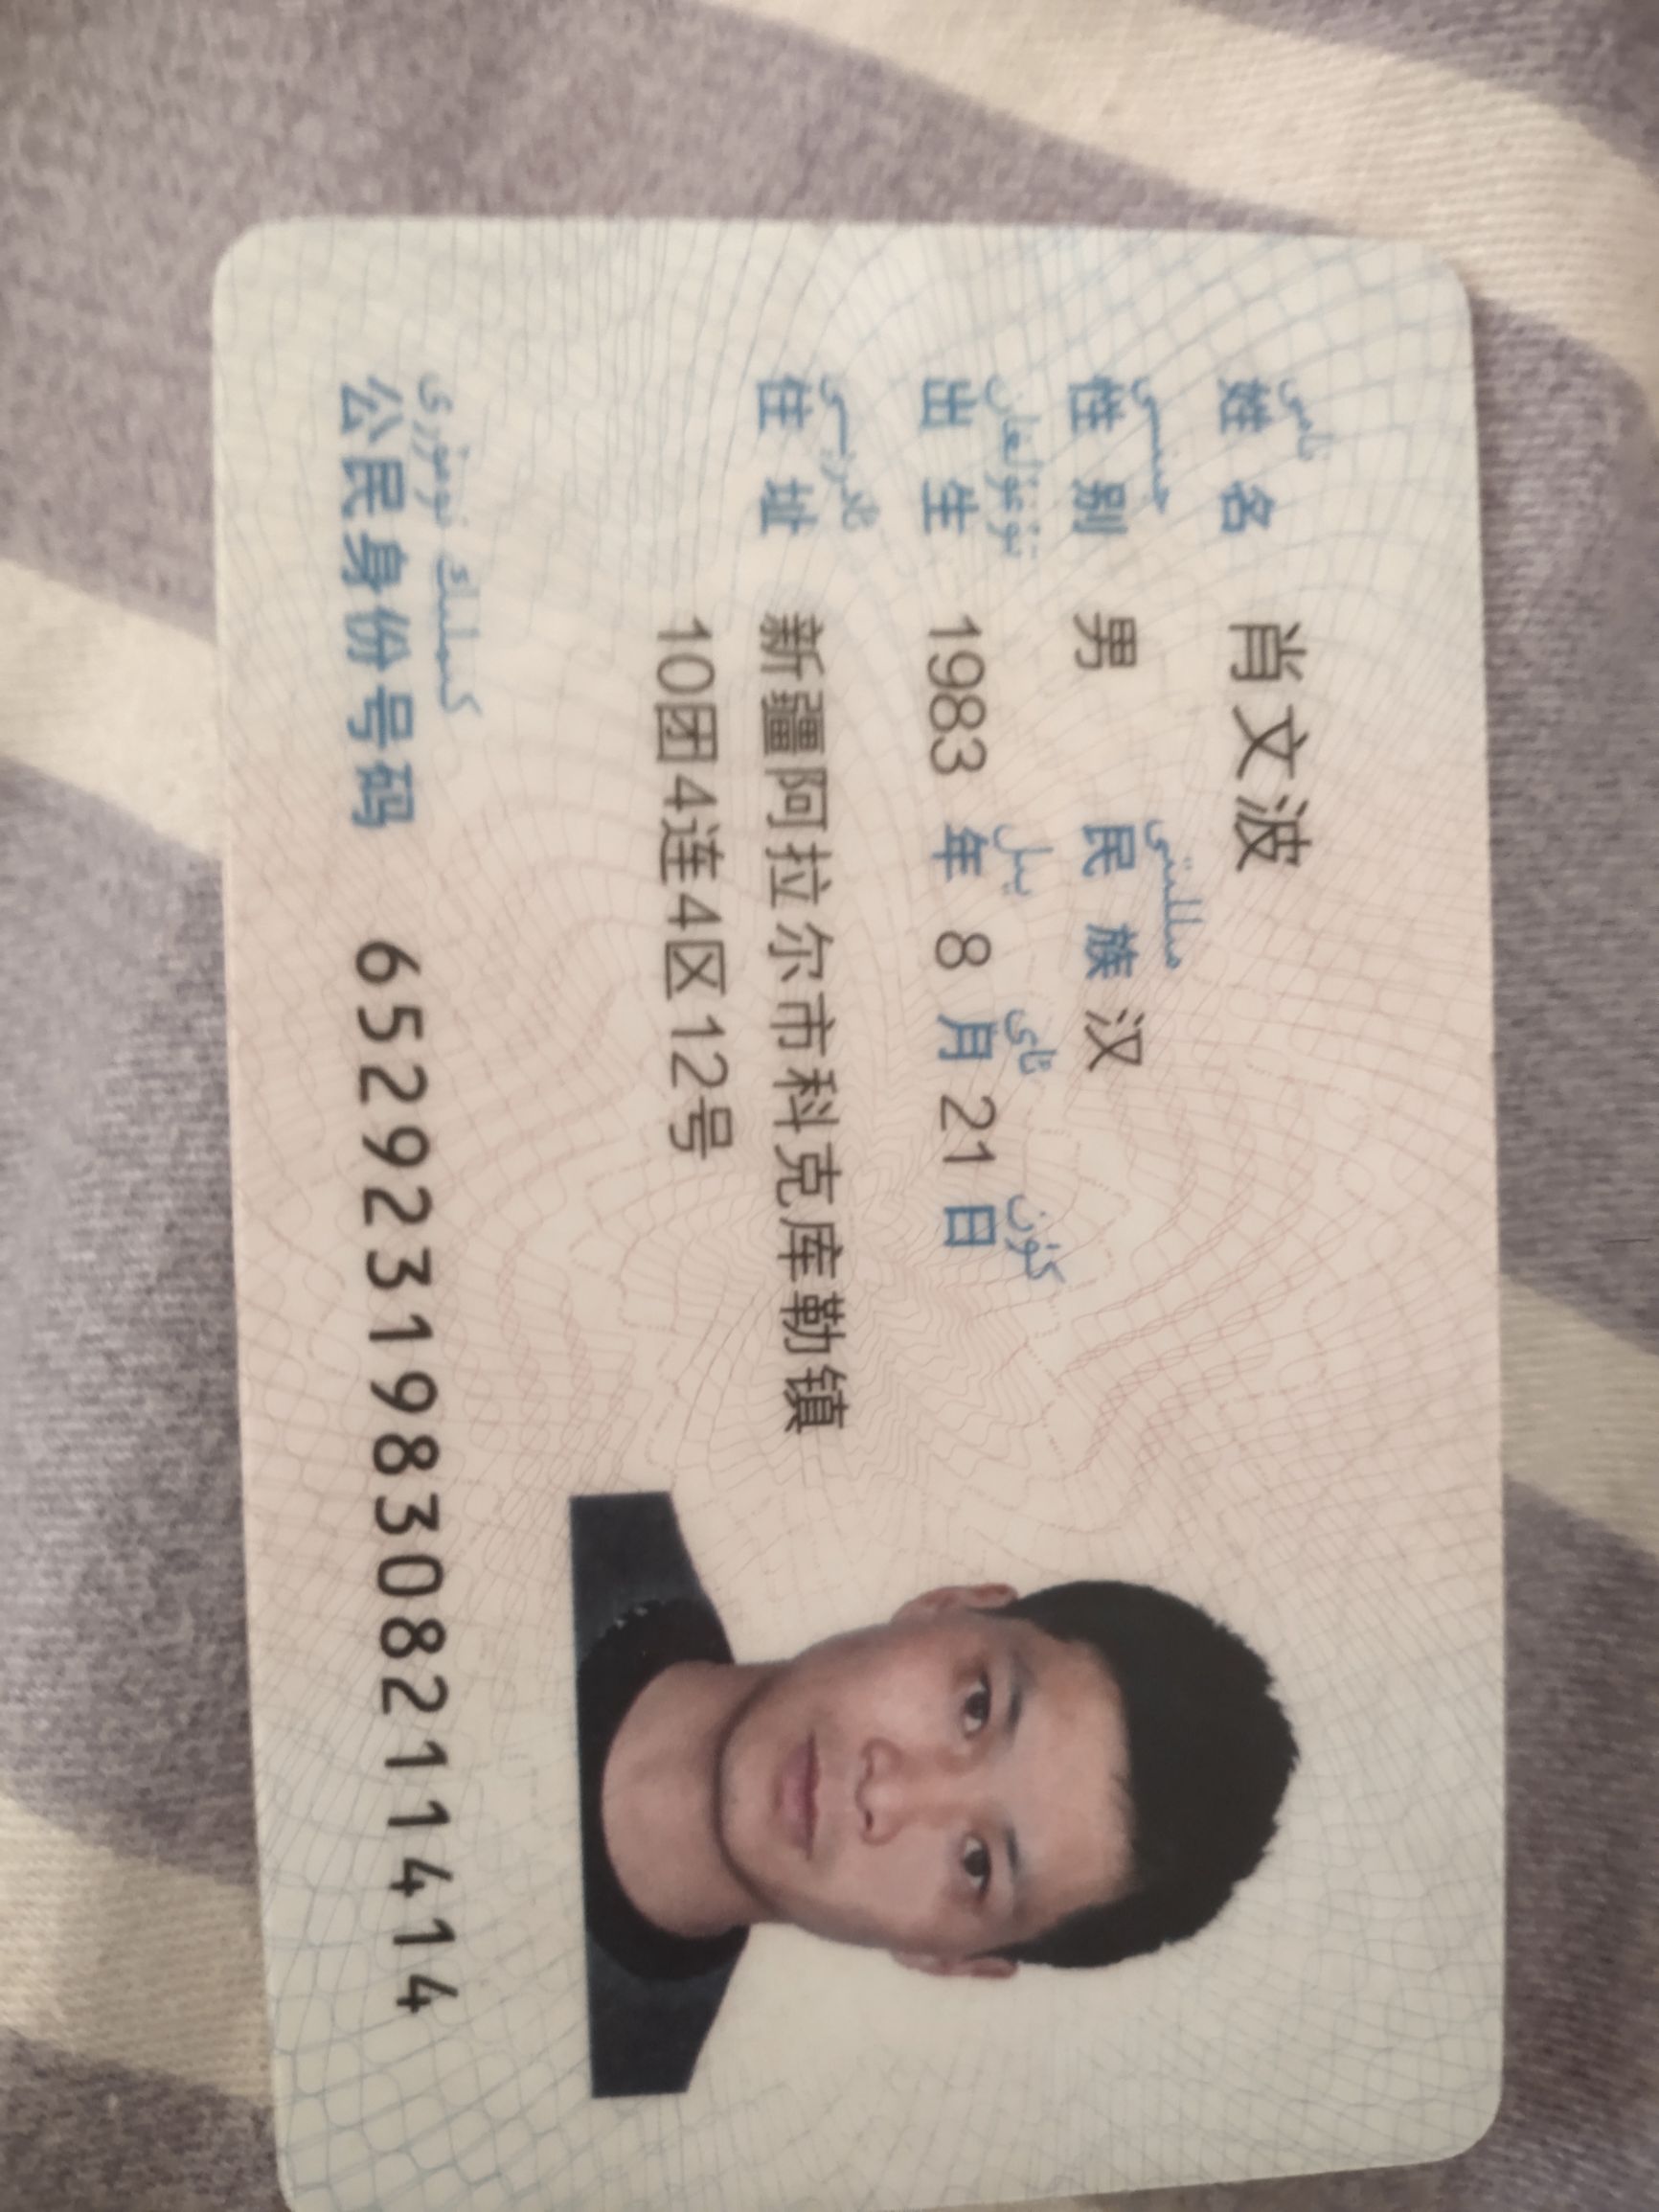 نامى
姓名 肖文波
جىنسى مىللىتى
性别 男 民族 汉
تۇغۇلغان يىل ئاي كۈن
出生 1983 年 8 月 21 日
ئادرېسى
住址 新疆阿拉尔市科克库勒镇
10团4连4区12号
كىملىك نومۇرى
公民身份号码 652923198308211414